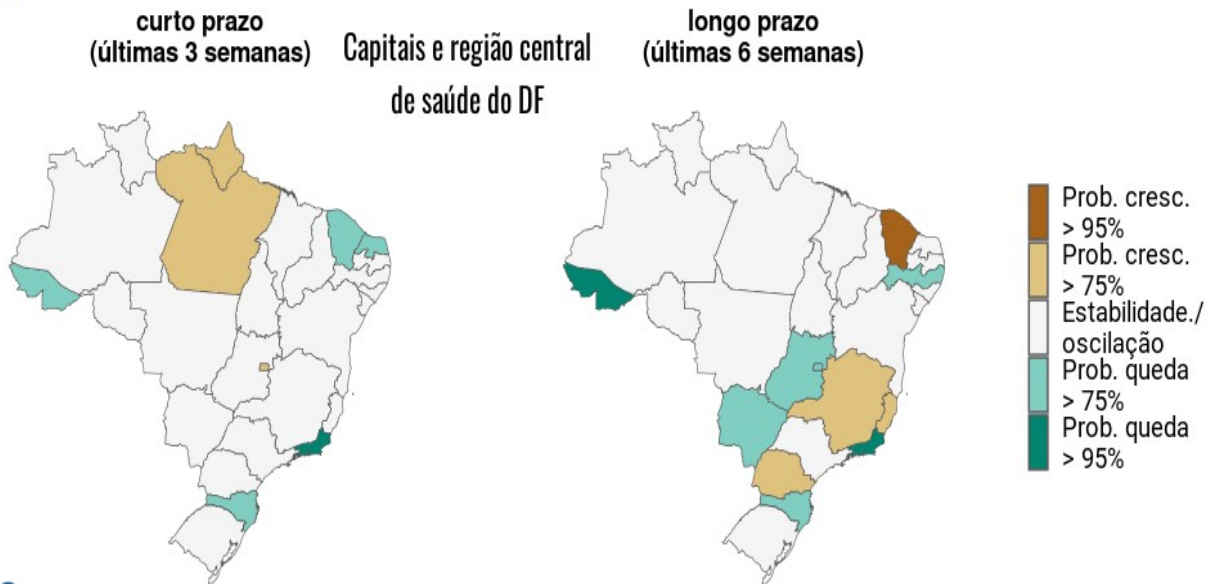 curto prazo
(últimas 3 semanas)
Capitais e região central
de saúde do DF
longo prazo
(últimas 6 semanas)
Prob. cresc.
> 95%
Prob. cresc.
> 75%
Estabilidade./
oscilação
Prob. queda
> 75%
Prob. queda
> 95%